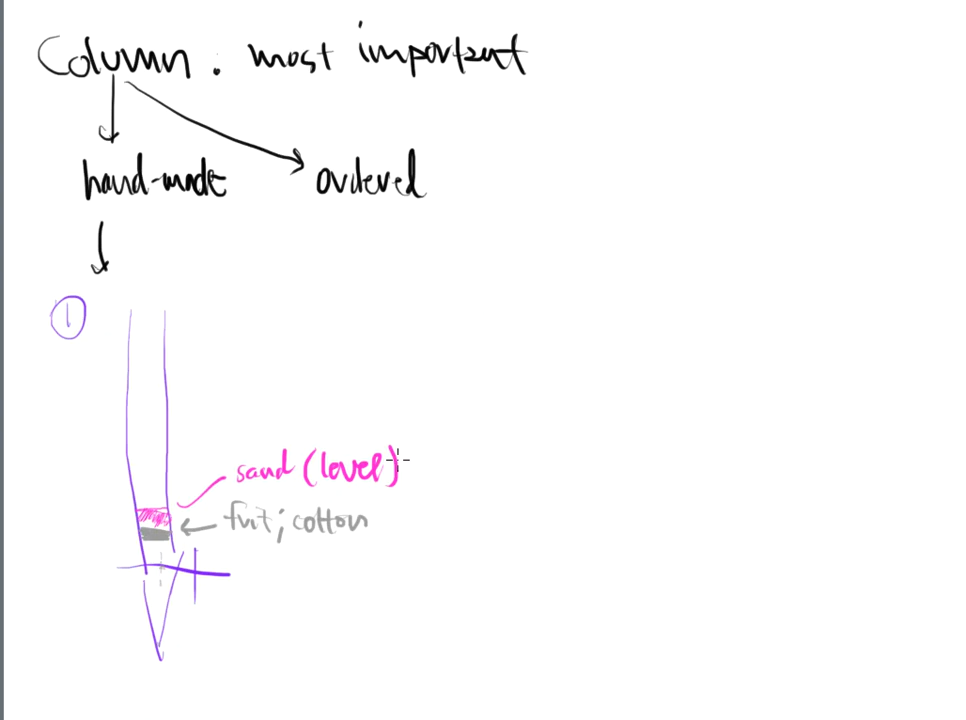 Column : most important
hand-made ordered
①
sand (level)
frit; cotton